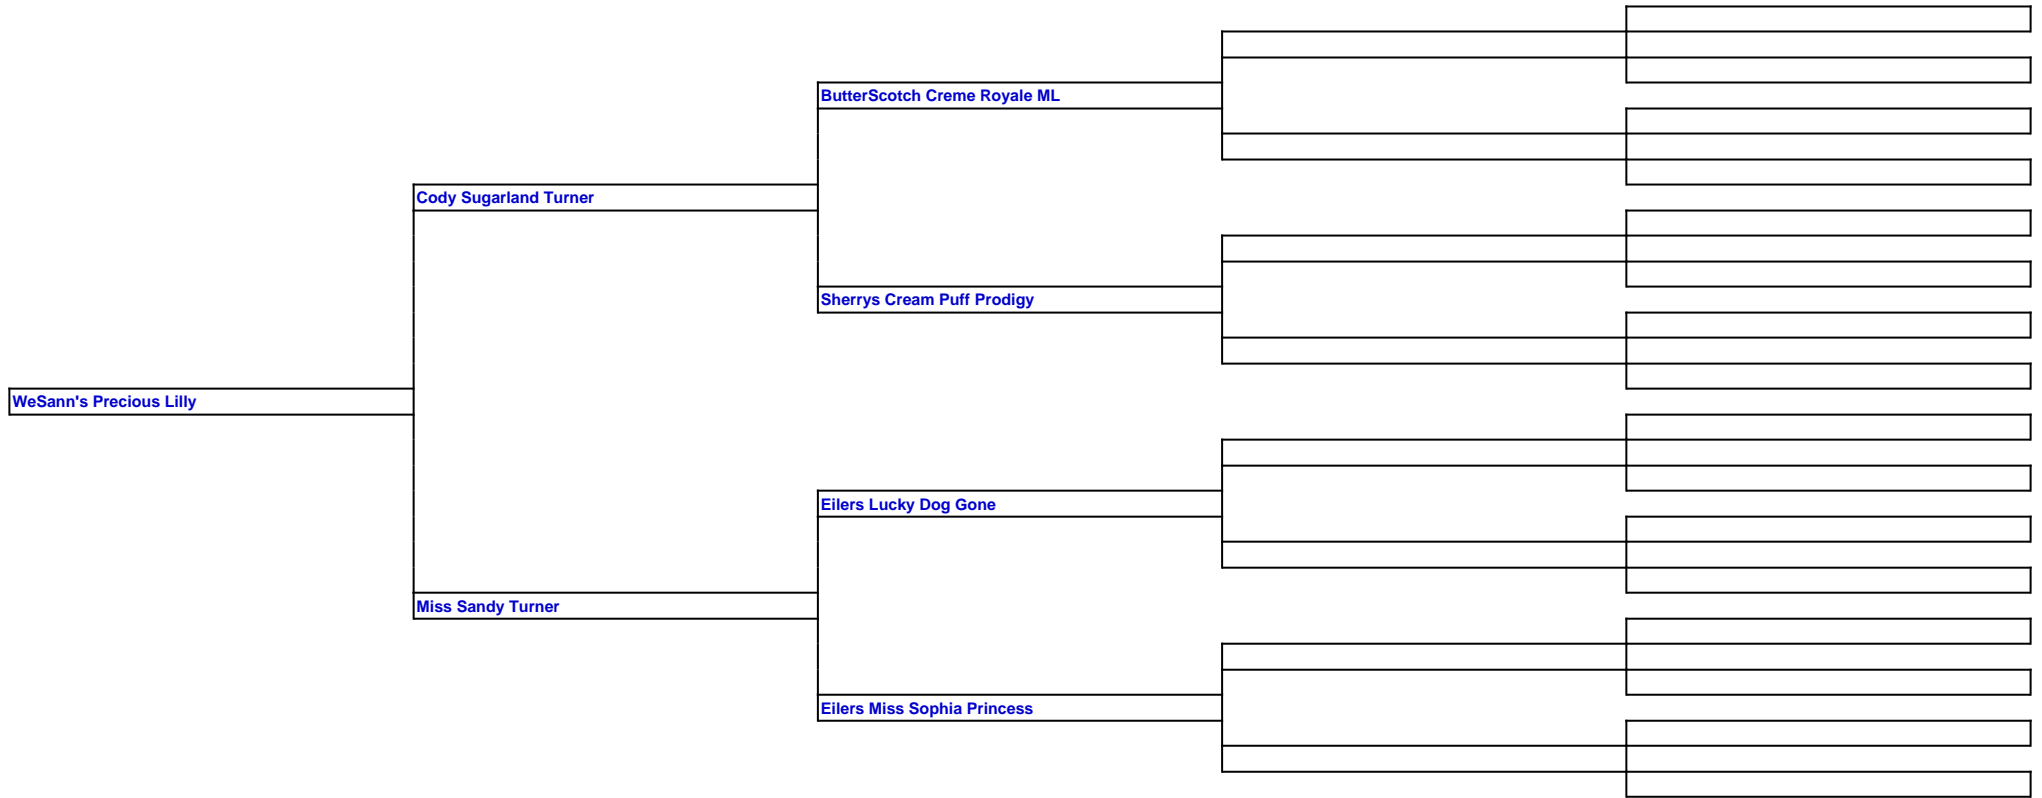 ButterScotch Creme Royale ML
Cody Sugarland Turner
Sherrys Cream Puff Prodigy
WeSann's Precious Lilly
Eilers Lucky Dog Gone
Miss Sandy Turner
Eilers Miss Sophia Princess